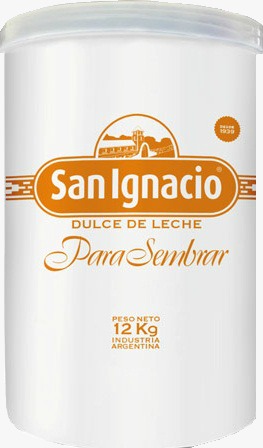 DESDE
1939
San Ignacio®
DULCE DE LECHE
Para Sembrar
PESO NETO
12 Kg
INDUSTRIA
ARGENTINA